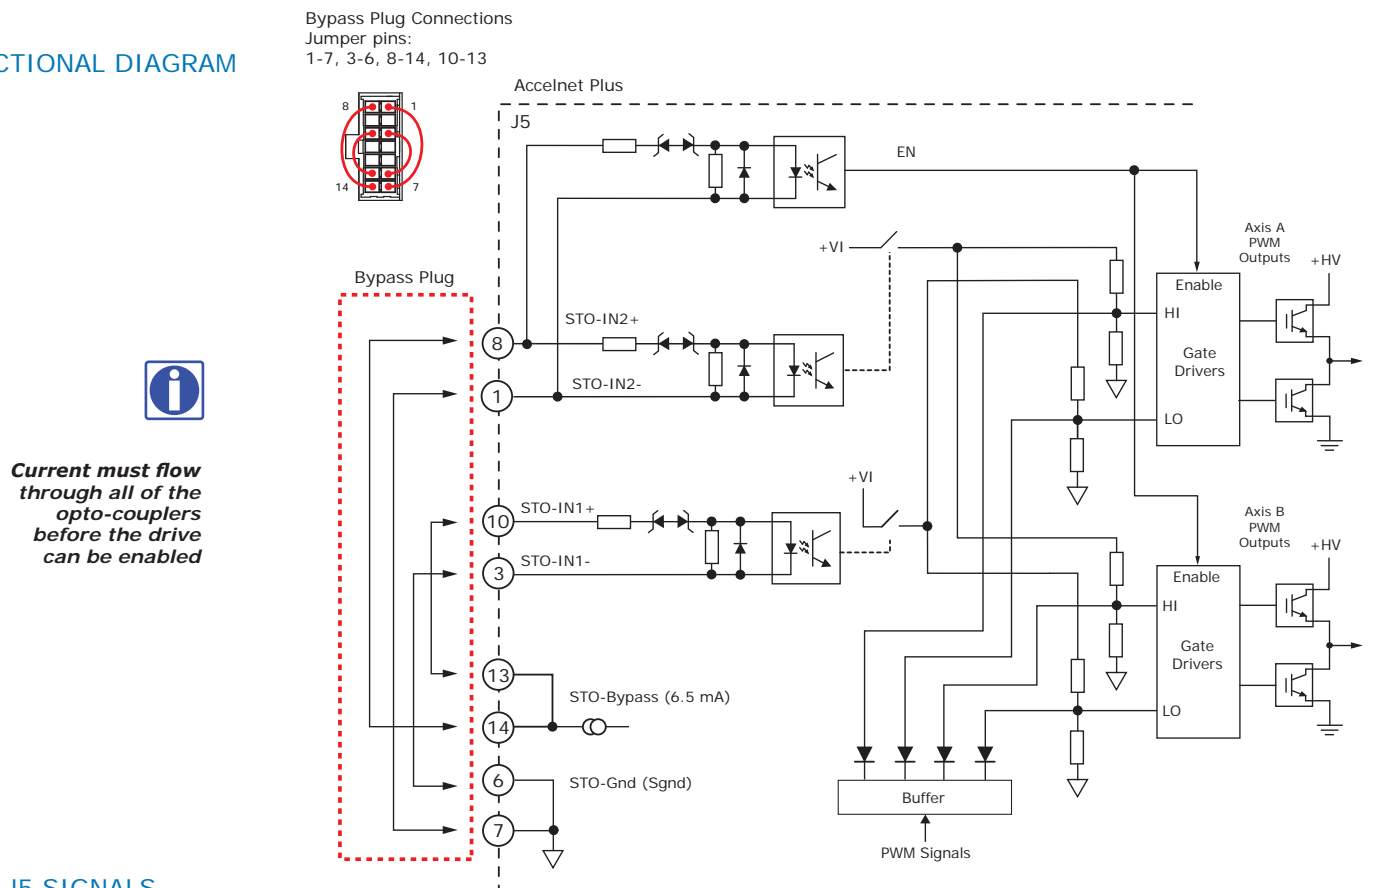 Bypass Plug Connections
Jumper pins:
1-7, 3-6, 8-14, 10-13
CTIONAL DIAGRAM
8
1
14
7
Accelnet Plus
J5
EN
+VI
Axis A
PWM
Outputs
+HV
Bypass Plug
Enable
HI
Gate
Drivers
LO
STO-IN2+
8
STO-IN2-
1
Current must flow
through all of the
opto-couplers
before the drive
can be enabled
+VI
STO-IN1+
10
STO-IN1-
3
Axis B
PWM
Outputs
+HV
Enable
HI
Gate
Drivers
LO
13
STO-Bypass (6.5 mA)
14
6
STO-Gnd (Sgnd)
7
Buffer
PWM Signals
J5 SIGNALS